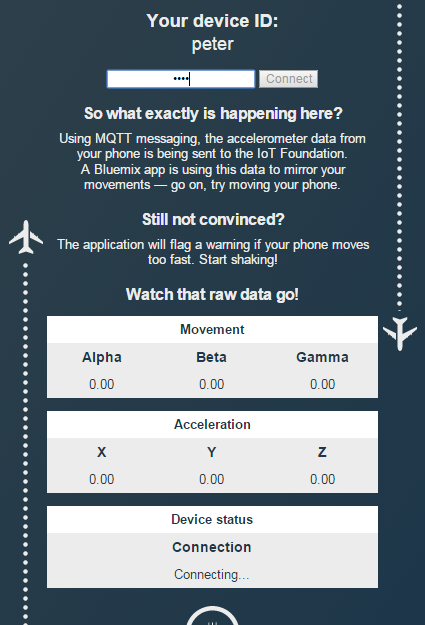 Your device ID:
peter
•••• Connect
So what exactly is happening here?
Using MQTT messaging, the accelerometer data from
your phone is being sent to the IoT Foundation.
A Bluemix app is using this data to mirror your
movements — go on, try moving your phone.
Still not convinced?
The application will flag a warning if your phone moves
too fast. Start shaking!
Watch that raw data go!
Movement
Alpha Beta Gamma
0.00 0.00 0.00
Acceleration
X Y Z
0.00 0.00 0.00
Device status
Connection
Connecting...